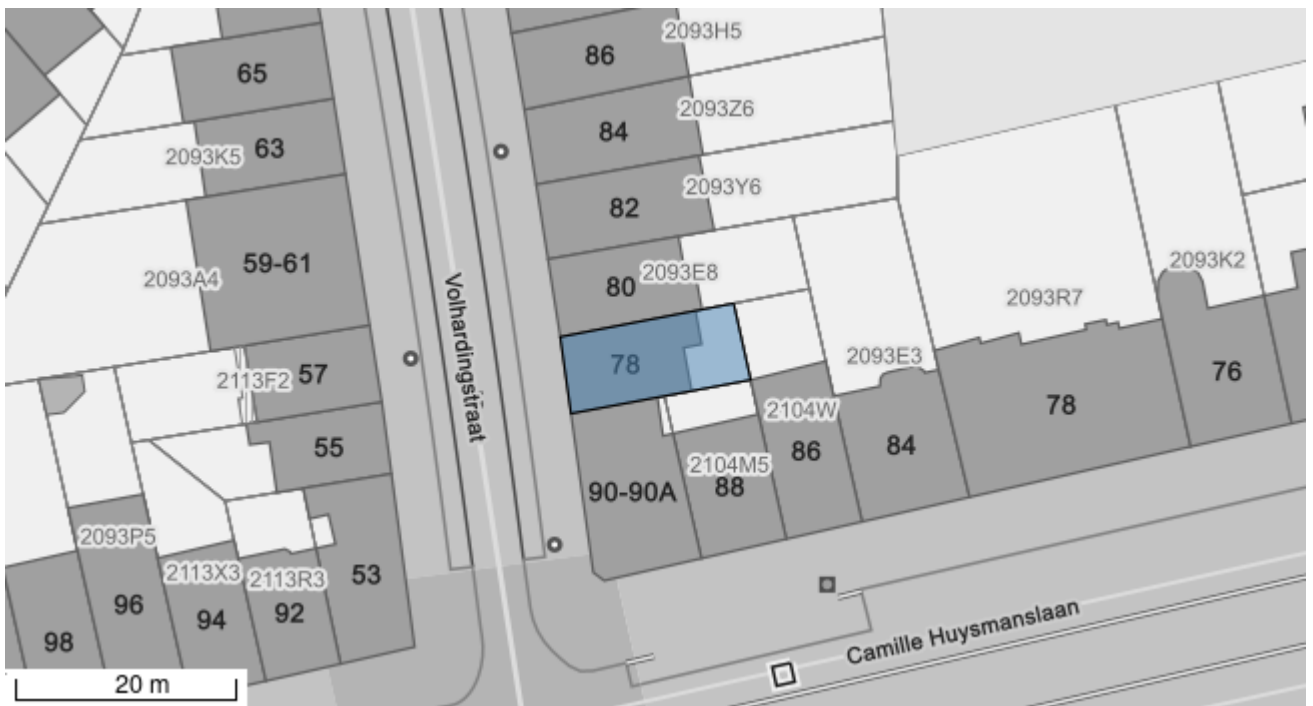 2093H5
86
65
2093Z6
84
63
2093K5
2093Y6
82
59-61
2093A4
2093E8
80
2093K2
2093R7
Volhardingstraat
78
57
2113F2
2093E3
76
78
2104W
55
86
84
2104M5
90-90A
88
2093P5
2113X3
2113R3
53
96
94
92
98
Camille Huysmanslaan
20 m